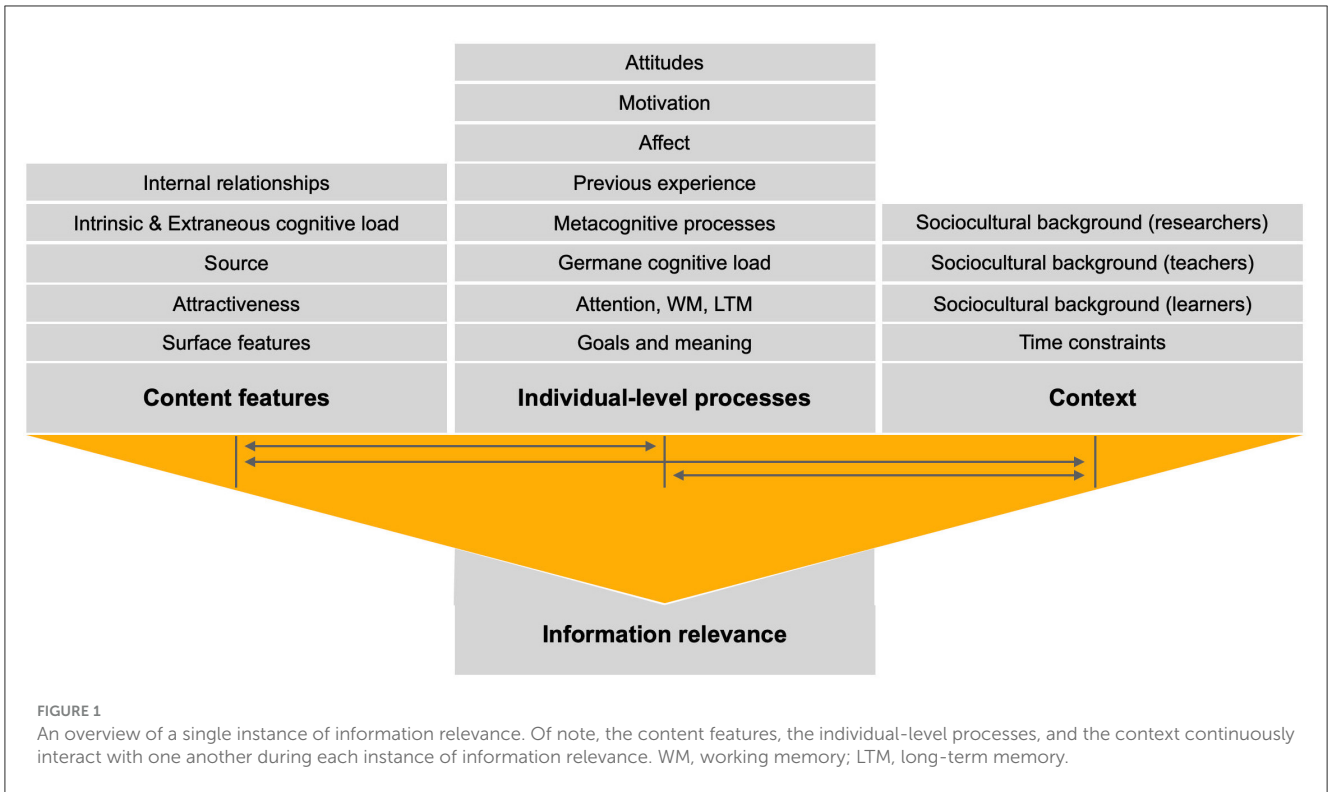 Attitudes
Motivation
Affect
Internal relationships
Previous experience
Intrinsic & Extraneous cognitive load
Metacognitive processes
Sociocultural background (researchers)
Source
Germane cognitive load
Sociocultural background (teachers)
Attractiveness
Attention, WM, LTM
Sociocultural background (learners)
Surface features
Goals and meaning
Time constraints
Content features
Individual-level processes
Context
Information relevance
FIGURE 1
An overview of a single instance of information relevance. Of note, the content features, the individual-level processes, and the context continuously
interact with one another during each instance of information relevance. WM, working memory; LTM, long-term memory.